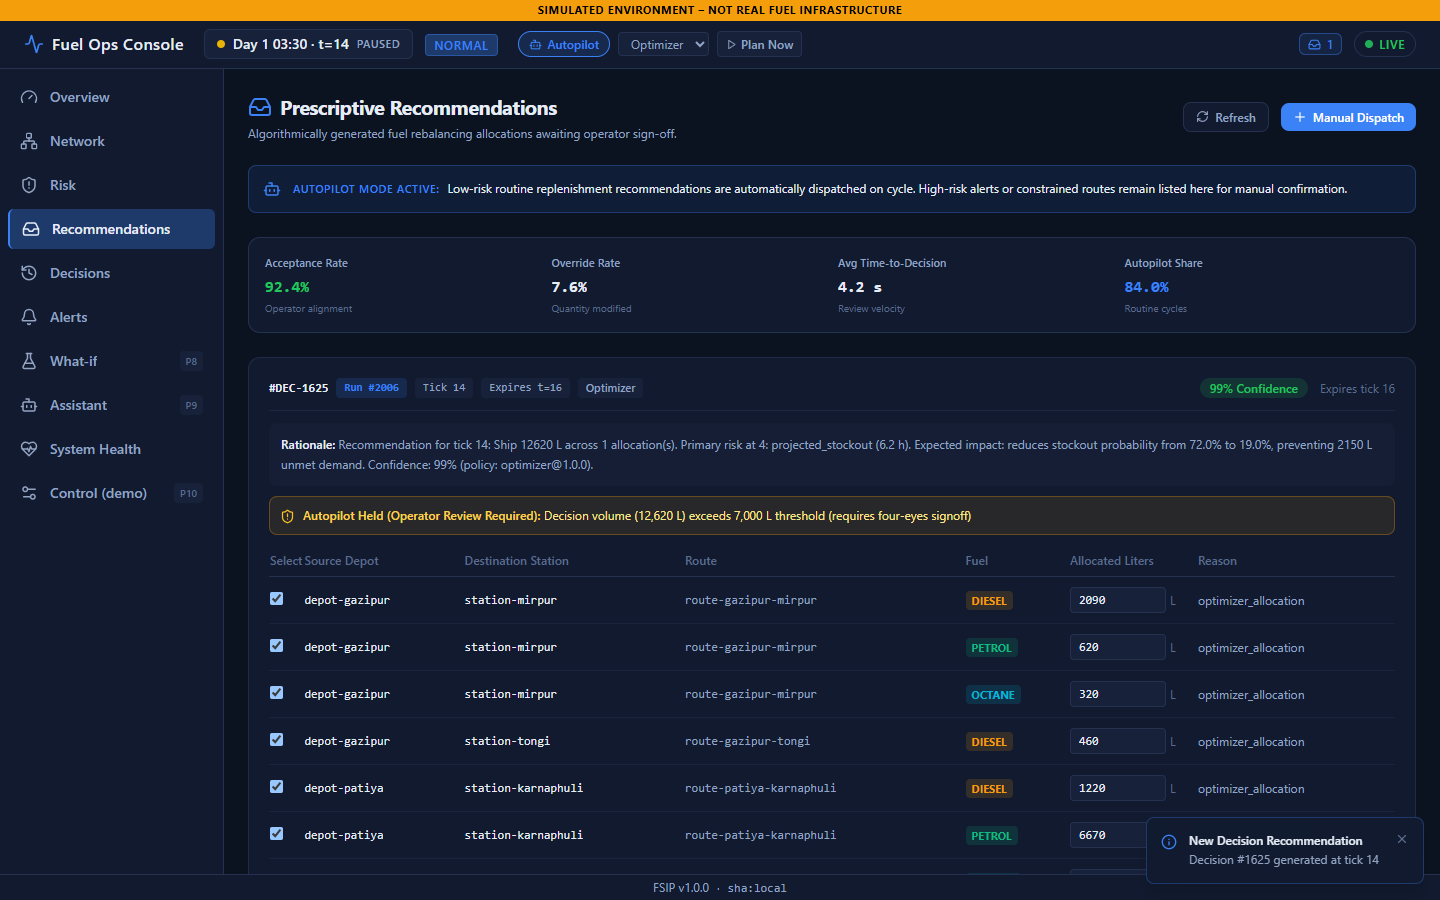 SIMULATED ENVIRONMENT – NOT REAL FUEL INFRASTRUCTURE
Fuel Ops Console
Day 1 03:30 · t=14 PAUSED
NORMAL
Autopilot
Optimizer
Plan Now
1
LIVE
Overview
Network
Risk
Recommendations
Decisions
Alerts
What-if P8
Assistant P9
System Health
Control (demo) P10
Prescriptive Recommendations
Algorithmically generated fuel rebalancing allocations awaiting operator sign-off.
Refresh
Manual Dispatch
AUTOPILOT MODE ACTIVE: Low-risk routine replenishment recommendations are automatically dispatched on cycle. High-risk alerts or constrained routes remain listed here for manual confirmation.
Acceptance Rate
92.4%
Operator alignment
Override Rate
7.6%
Quantity modified
Avg Time-to-Decision
4.2 s
Review velocity
Autopilot Share
84.0%
Routine cycles
#DEC-1625 Run #2006 Tick 14 Expires t=16 Optimizer 99% Confidence Expires tick 16
Rationale: Recommendation for tick 14: Ship 12620 L across 1 allocation(s). Primary risk at 4: projected_stockout (6.2 h). Expected impact: reduces stockout probability from 72.0% to 19.0%, preventing 2150 L
unmet demand. Confidence: 99% (policy: optimizer@1.0.0).
Autopilot Held (Operator Review Required): Decision volume (12,620 L) exceeds 7,000 L threshold (requires four-eyes signoff)
Select Source Depot Destination Station Route Fuel Allocated Liters Reason
depot-gazipur station-mirpur route-gazipur-mirpur DIESEL 2090 L optimizer_allocation
depot-gazipur station-mirpur route-gazipur-mirpur PETROL 620 L optimizer_allocation
depot-gazipur station-mirpur route-gazipur-mirpur OCTANE 320 L optimizer_allocation
depot-gazipur station-tongi route-gazipur-tongi DIESEL 460 L optimizer_allocation
depot-patiya station-karnaphuli route-patiya-karnaphuli DIESEL 1220 L optimizer_allocation
depot-patiya station-karnaphuli route-patiya-karnaphuli PETROL 6670
New Decision Recommendation
Decision #1625 generated at tick 14
FSIP v1.0.0 · sha:local